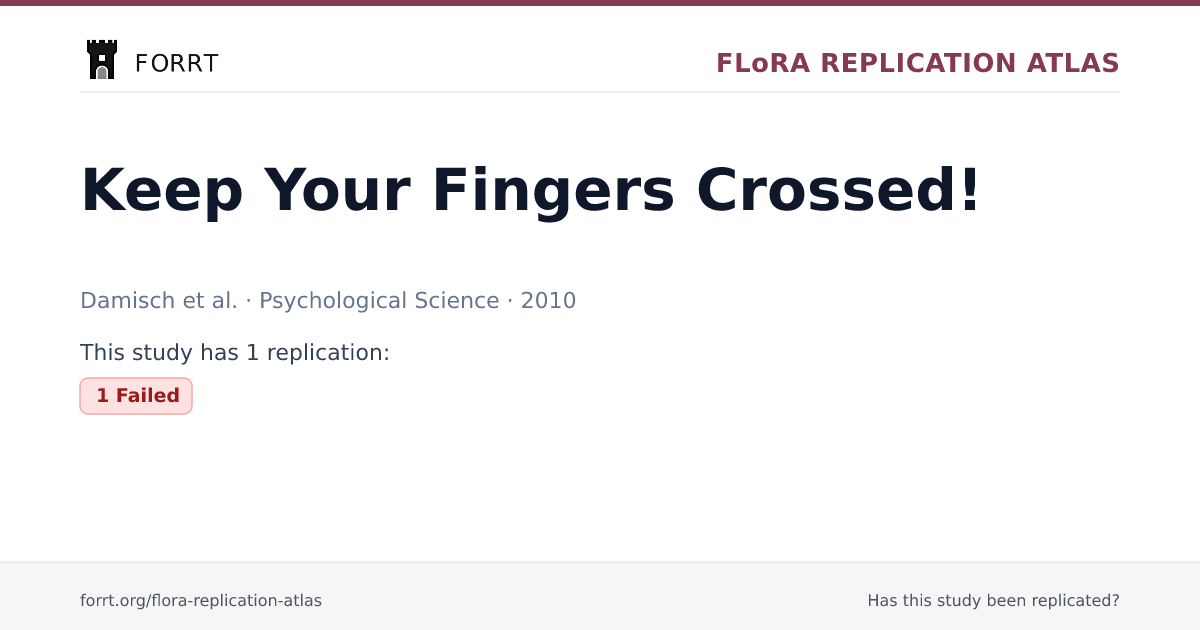 FORRT
FLoRA REPLICATION ATLAS
Keep Your Fingers Crossed!
Damisch et al. · Psychological Science · 2010
This study has 1 replication:
1 Failed
forrt.org/flora-replication-atlas
Has this study been replicated?